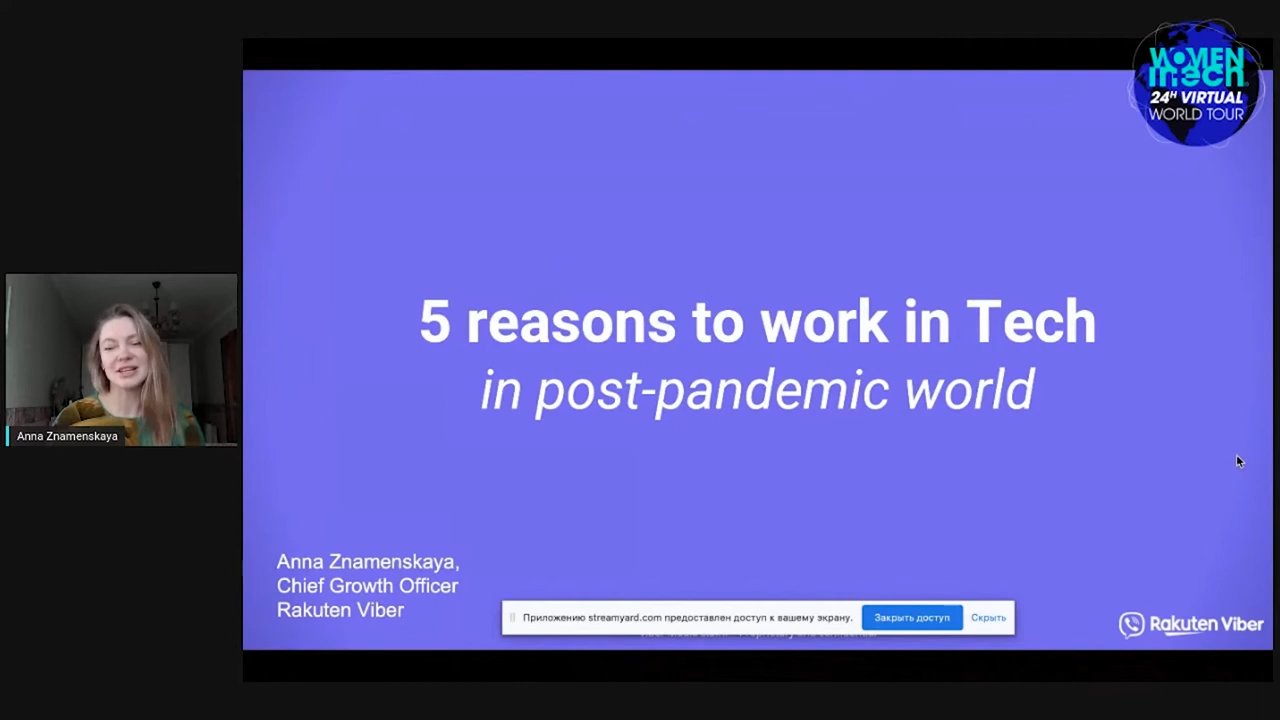 WOMEN
in tech
24H VIRTUAL
WORLD TOUR
5 reasons to work in Tech
in post-pandemic world
Anna Znamenskaya
Anna Znamenskaya,
Chief Growth Officer
Rakuten Viber
Приложению streamyard.com предоставлен доступ к вашему экрану.
Закрыть доступ
Скрыть
Rakuten Viber